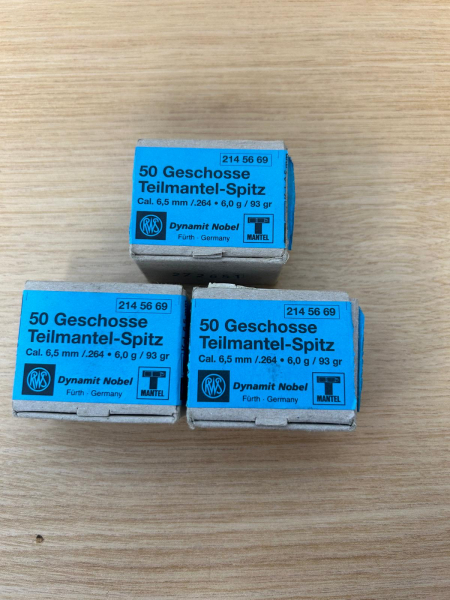 214 56 69
50 Geschosse
Teilmantel-Spitz
Cal. 6,5 mm /.264 • 6,0 g / 93 gr
RWS
Dynamit Nobel
Fürth · Germany
MANTEL
214 56 69
50 Geschosse
Teilmantel-Spitz
Cal. 6,5 mm /.264 • 6,0 g / 93 gr
RWS
Dynamit Nobel
Fürth · Germany
T
MANTEL
214 56 69
50 Geschosse
Teilmantel-Spitz
Cal. 6,5 mm /.264 • 6,0 g / 93 gr
RWS
Dynamit Nobel
Fürth · Germany
T
MANTEL